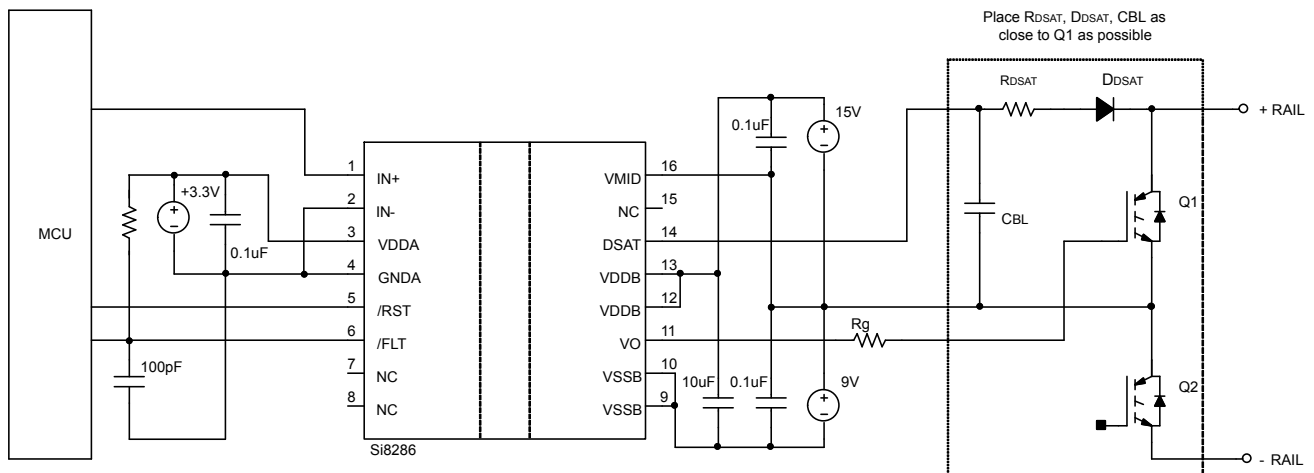 Place RDSAT, DDSAT, CBL as
close to Q1 as possible
RDSAT
DDSAT
+ RAIL
0.1uF
15V
MCU
+3.3V
0.1uF
100pF
1
IN+
2
IN-
3
VDDA
4
GNDA
5
/RST
6
/FLT
7
NC
8
NC
Si8286
16
VMID
15
NC
14
DSAT
13
VDDB
12
VDDB
11
VO
10
VSSB
9
VSSB
Rg
10uF
0.1uF
9V
CBL
Q1
Q2
- RAIL